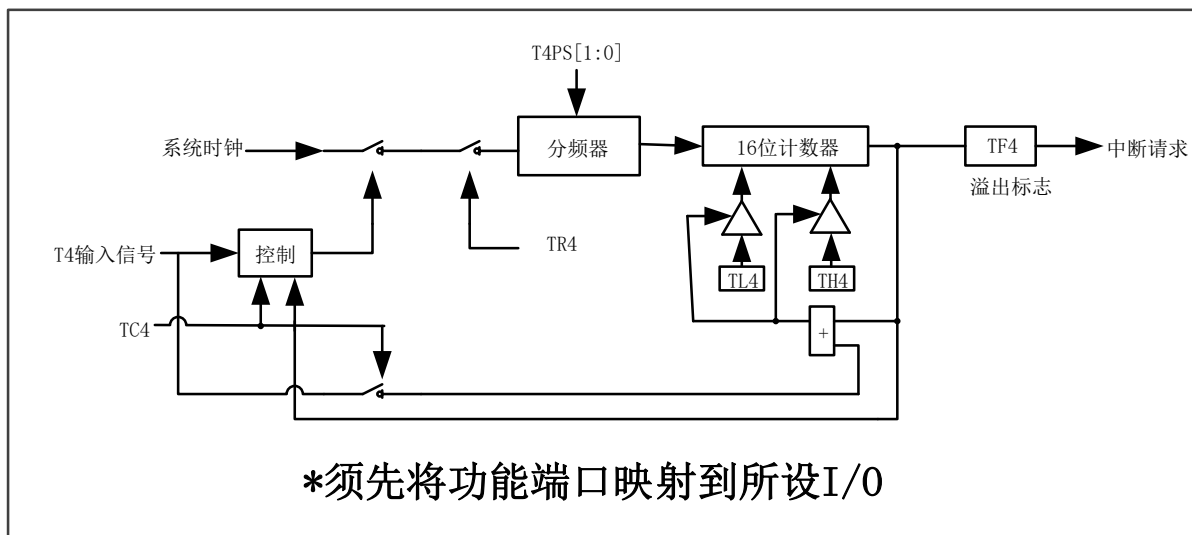 T4PS[1:0]
系统时钟
分频器
16位计数器
TF4
中断请求
溢出标志
T4输入信号
控制
TR4
TL4
TH4
TC4
+
*须先将功能端口映射到所设I/O